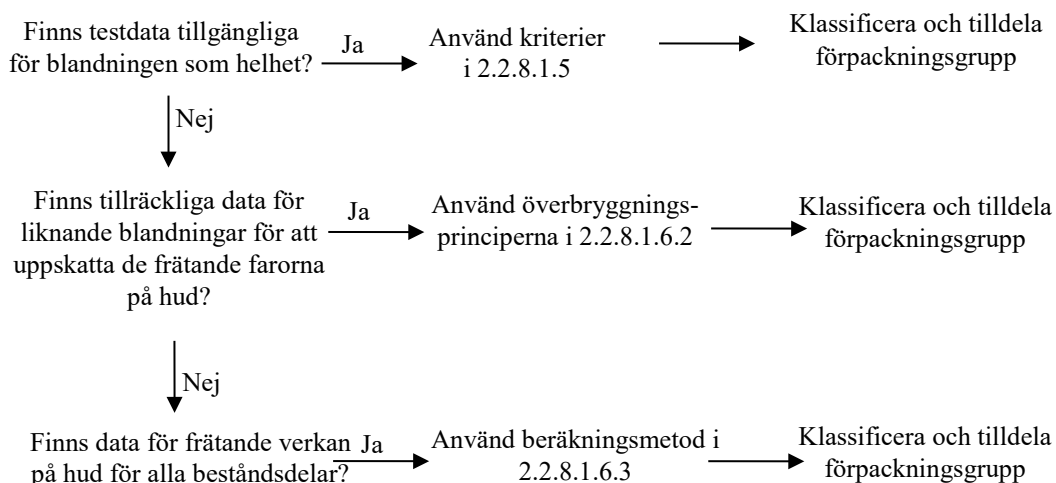 Finns testdata tillgängliga
för blandningen som helhet?
Ja
Använd kriterier
i 2.2.8.1.5
Klassificera och tilldela
förpackningsgrupp
Nej
Finns tillräckliga data för
liknande blandningar för att
uppskatta de frätande farorna
på hud?
Ja
Använd överbryggnings-
principerna i 2.2.8.1.6.2
Klassificera och tilldela
förpackningsgrupp
Nej
Finns data för frätande verkan
på hud för alla beståndsdelar?
Ja
Använd beräkningsmetod i
2.2.8.1.6.3
Klassificera och tilldela
förpackningsgrupp